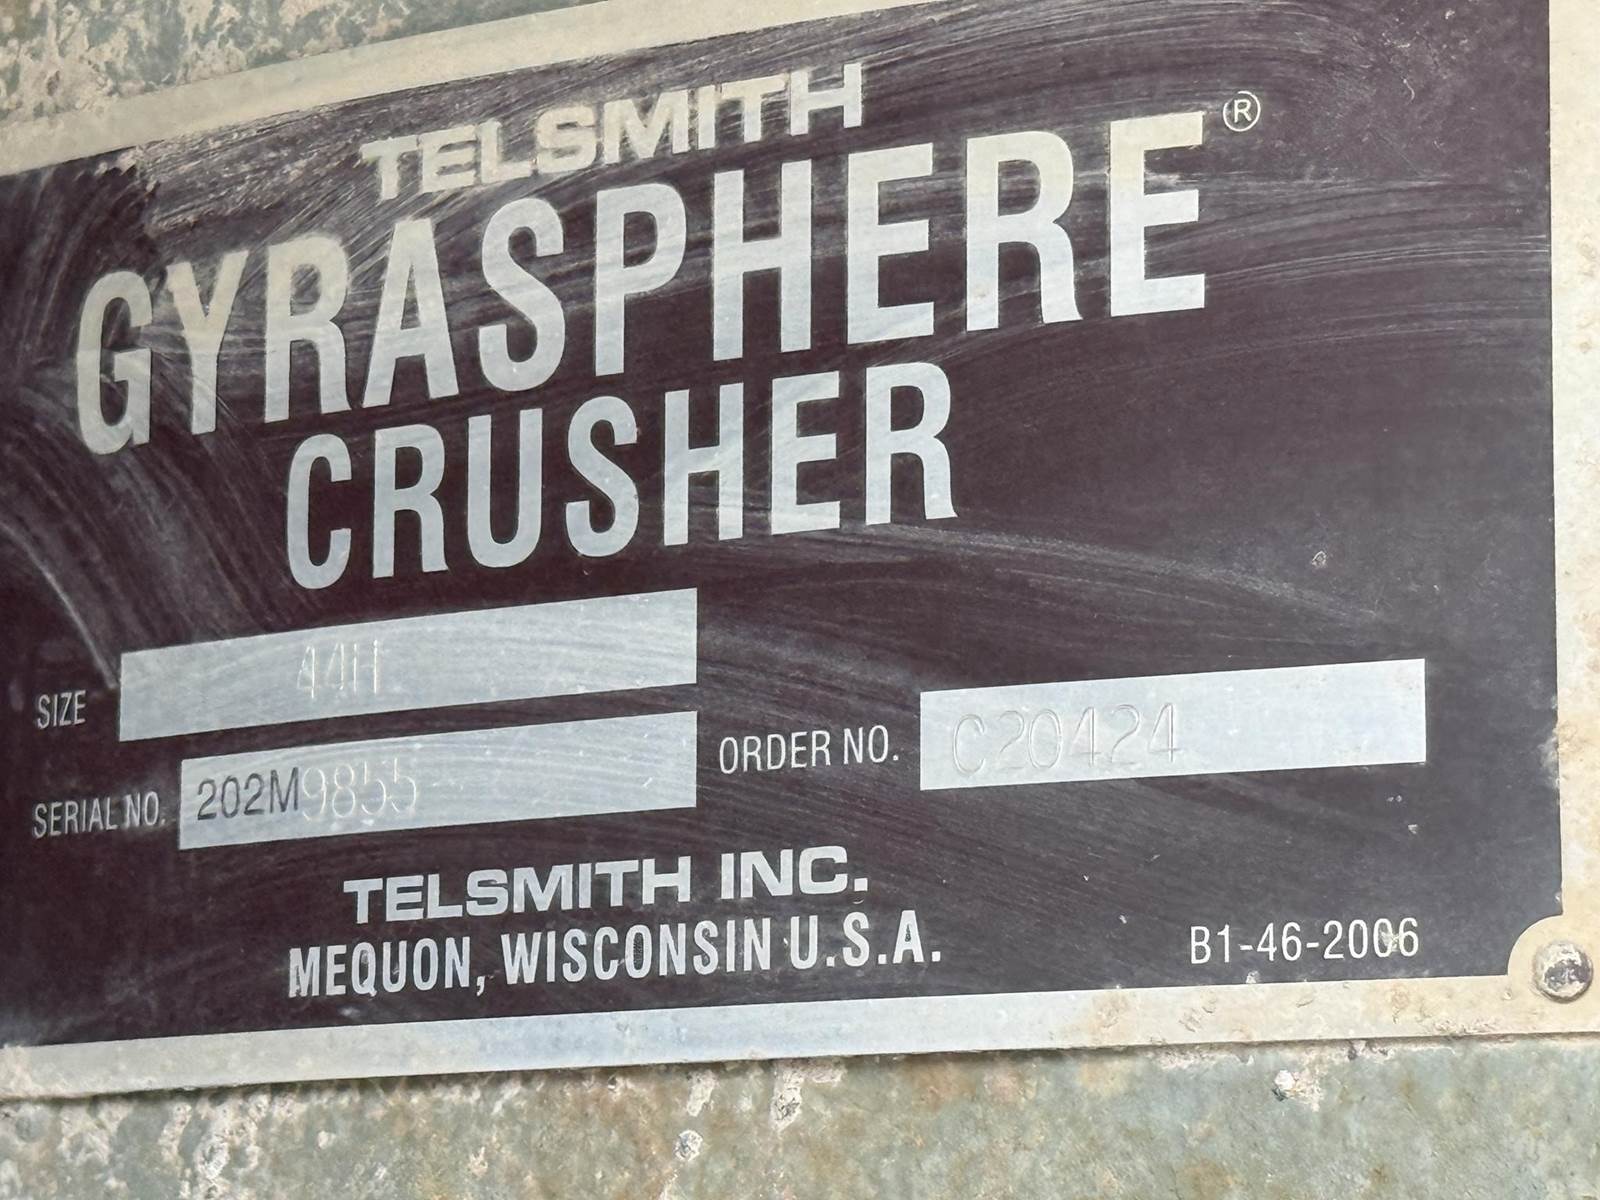 TELSMITH
GYRASPHERE®
CRUSHER
SIZE 44H
SERIAL NO. 202M9855
ORDER NO. C20424
TELSMITH INC.
MEQUON, WISCONSIN U.S.A.
B1-46-2006